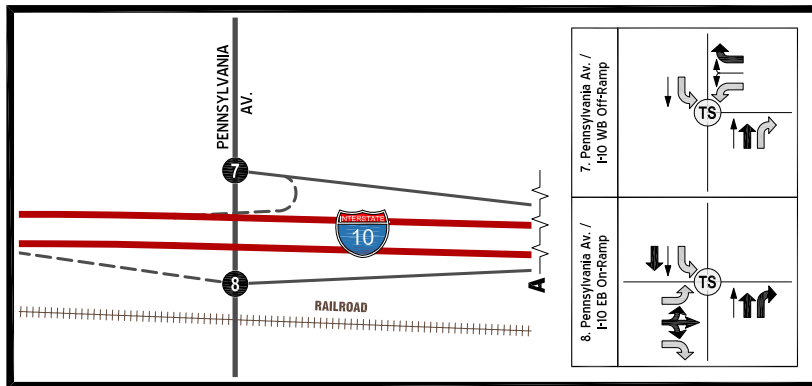 PENNSYLVANIA
AV.
7
INTERSTATE
10
8
RAILROAD
A
7. Pennsylvania Av. /
I-10 WB Off-Ramp
TS
8. Pennsylvania Av. /
I-10 EB On-Ramp
TS